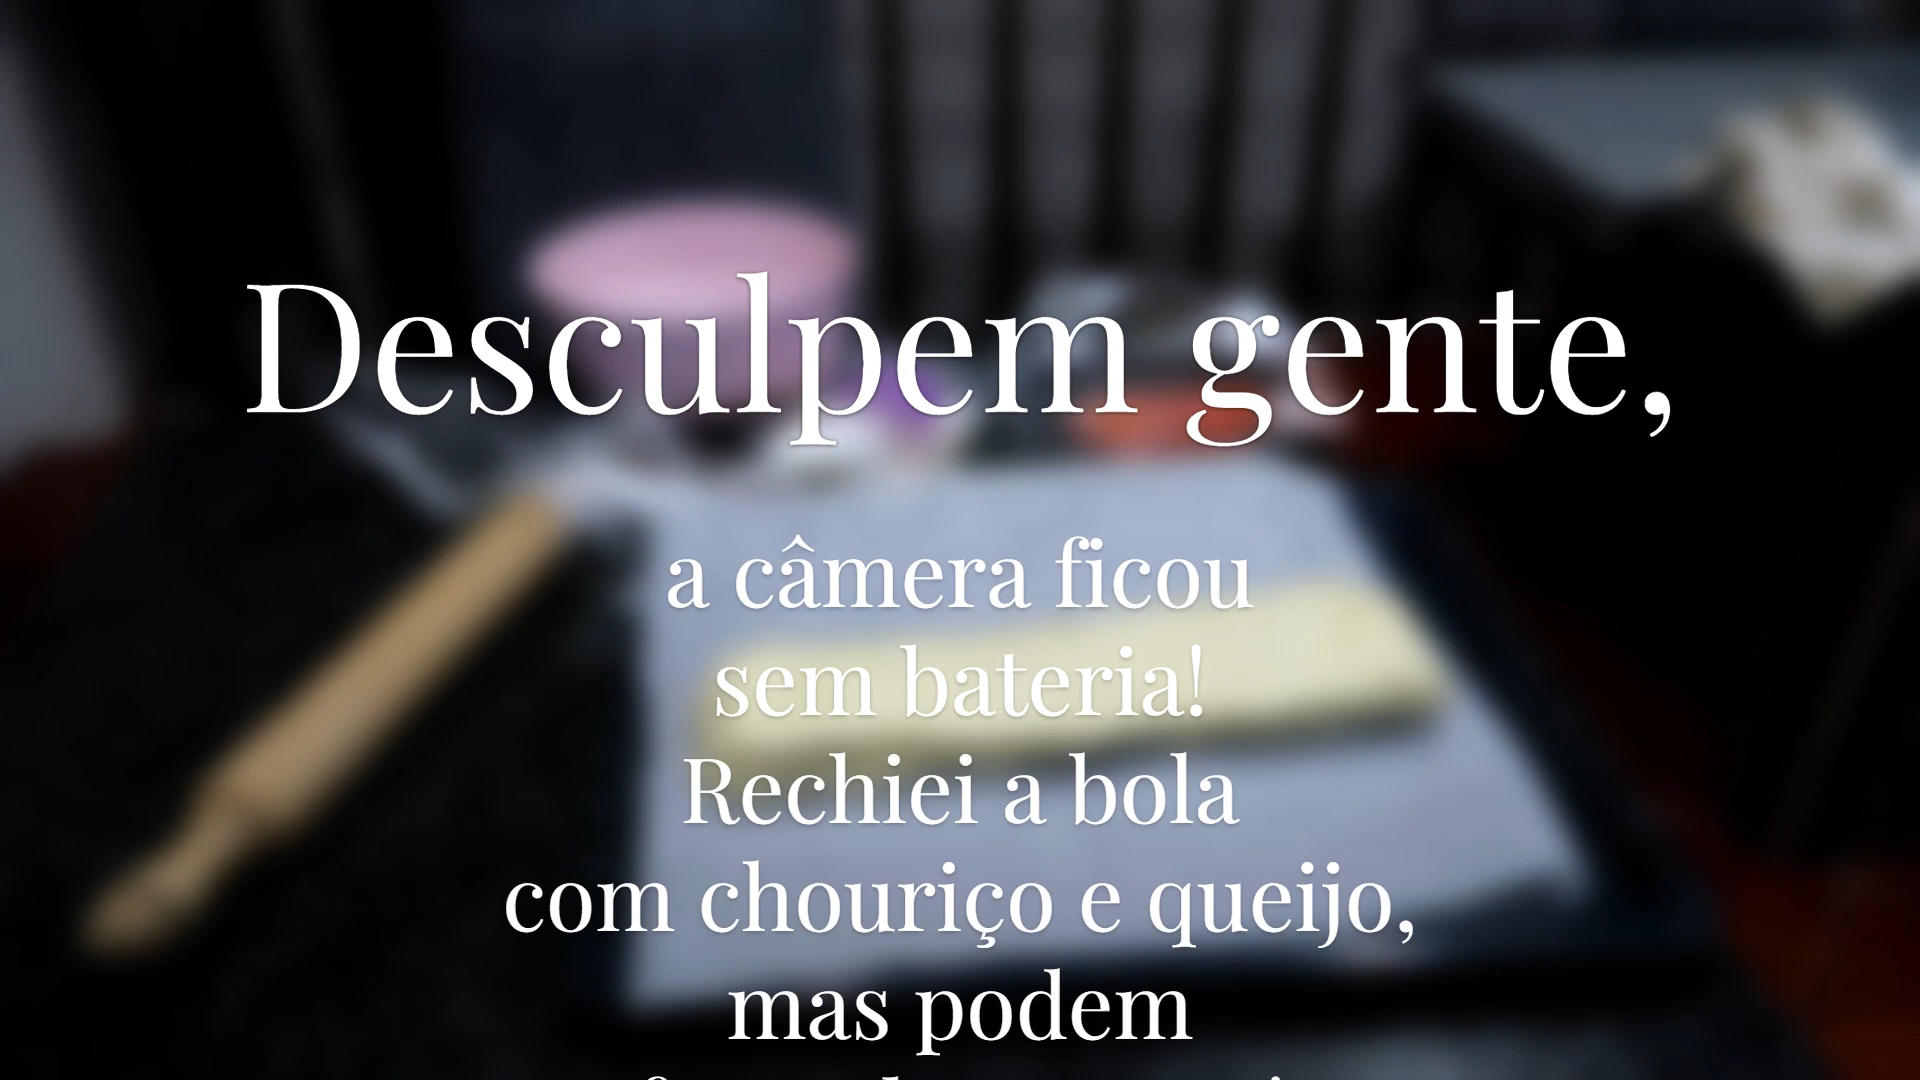 Desculpem gente,
a câmera ficou
sem bateria!
Rechiei a bola
com chouriço e queijo,
mas podem